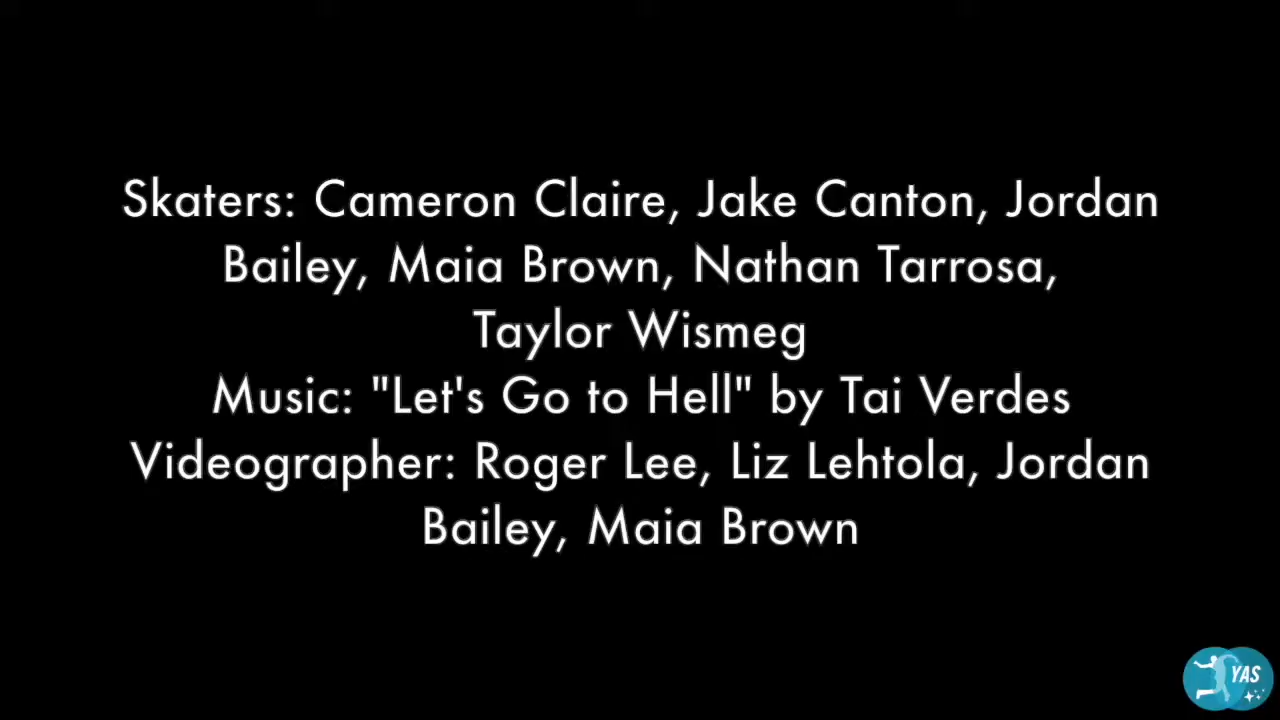 Skaters: Cameron Claire, Jake Canton, Jordan
Bailey, Maia Brown, Nathan Tarrosa,
Taylor Wismeg
Music: "Let's Go to Hell" by Tai Verdes
Videographer: Roger Lee, Liz Lehtola, Jordan
Bailey, Maia Brown
YAS